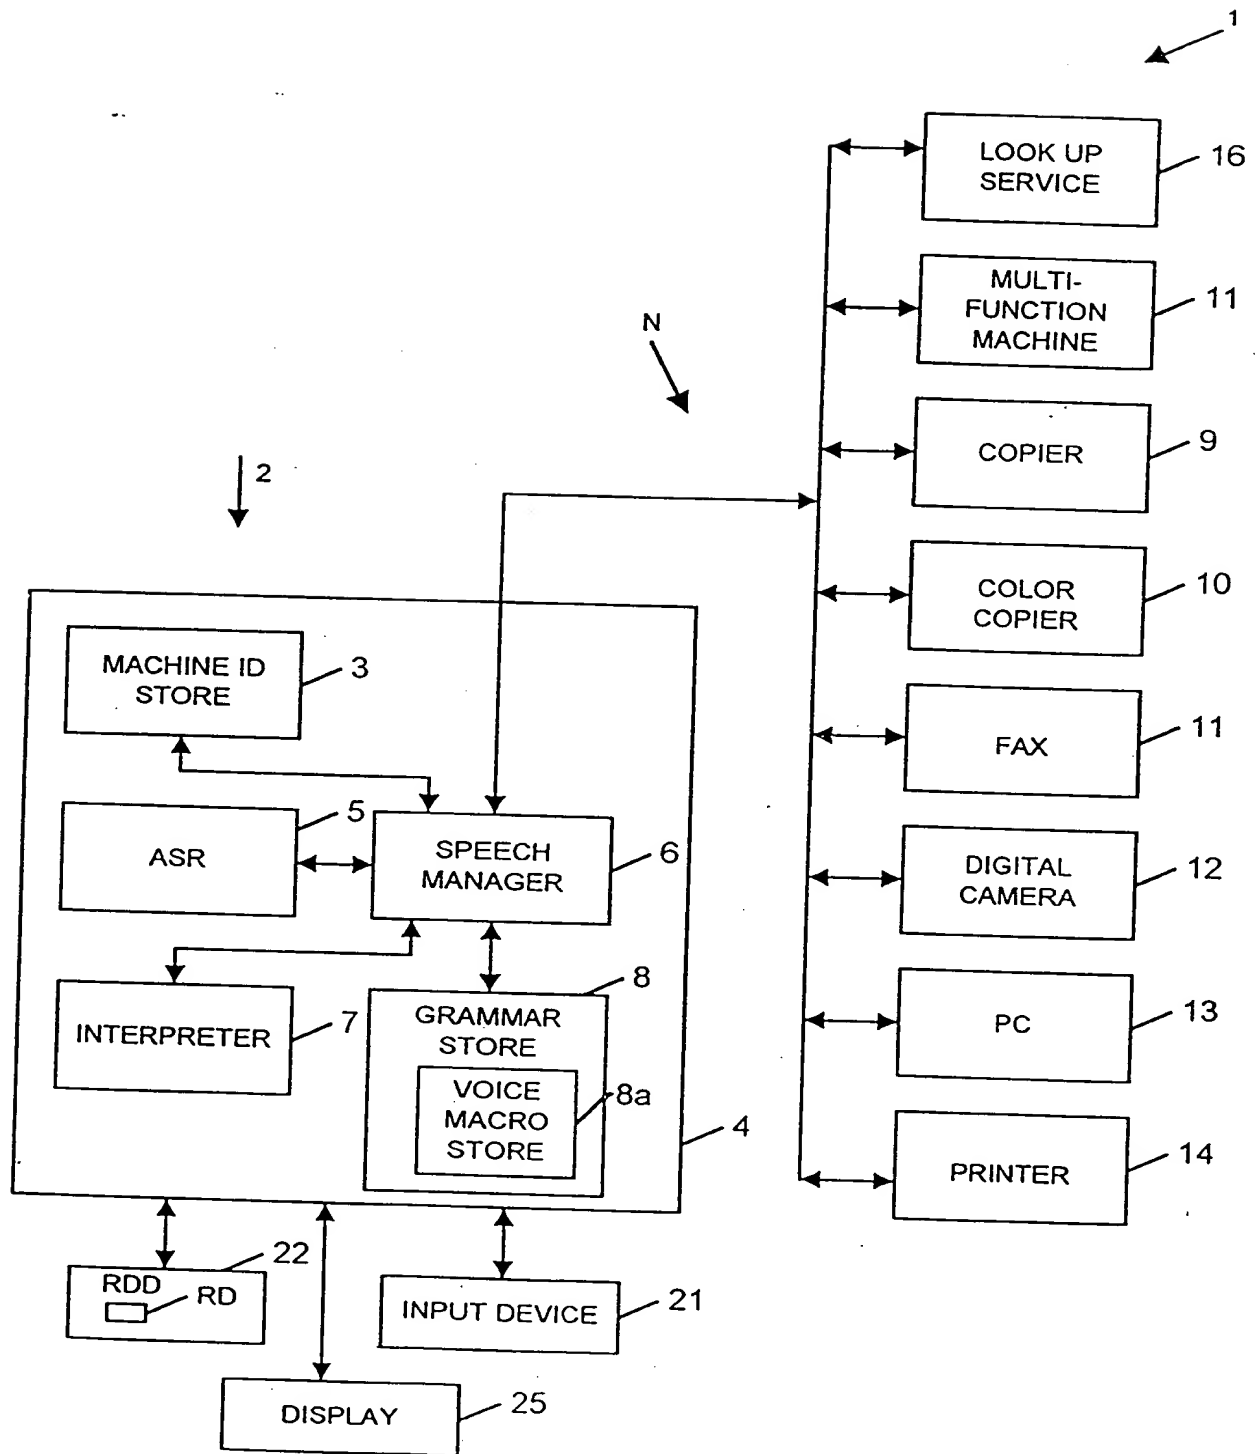 1
LOOK UP
SERVICE
16
MULTI-
FUNCTION
MACHINE
11
N
COPIER
9
2
COLOR
COPIER
10
MACHINE ID
STORE
3
FAX
11
5
ASR
SPEECH
MANAGER
6
DIGITAL
CAMERA
12
INTERPRETER
7
8
GRAMMAR
STORE
VOICE
MACRO
STORE
8a
4
PC
13
PRINTER
14
22
RDD
RD
INPUT DEVICE
21
DISPLAY
25